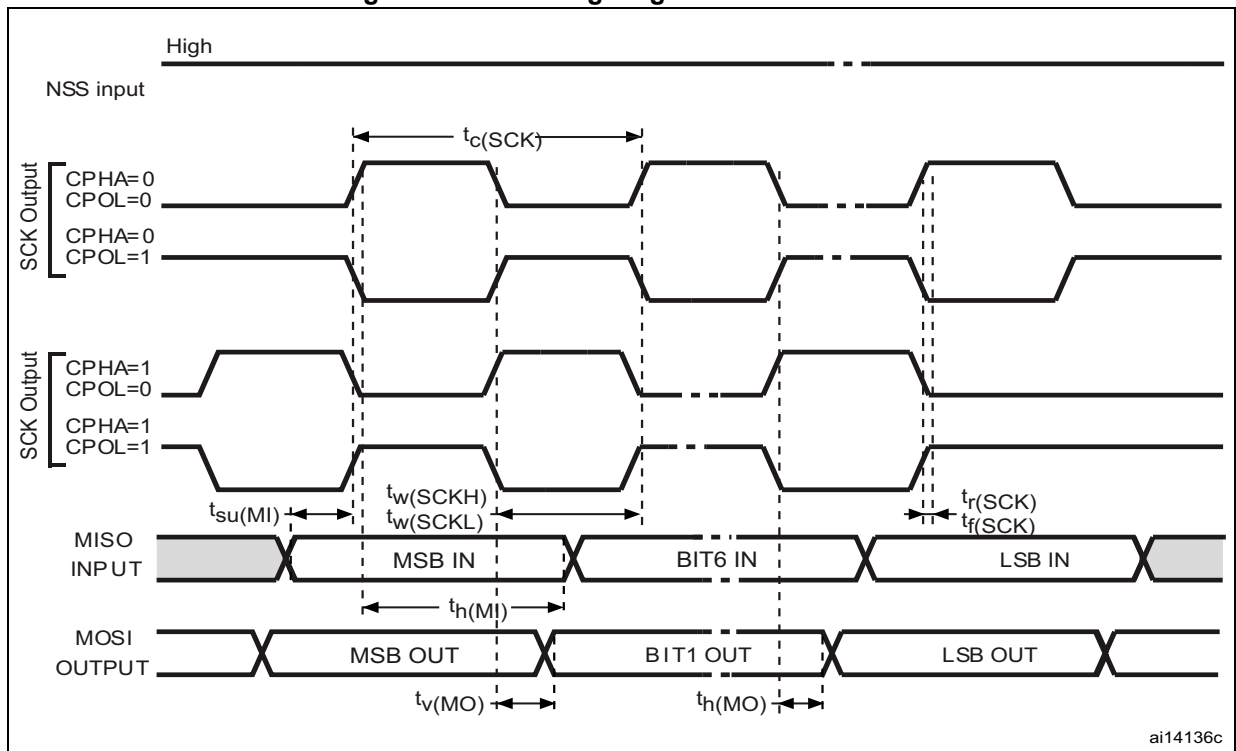 High
NSS input
tc(SCK)
SCK Output
CPHA=0
CPOL=0
CPHA=0
CPOL=1
SCK Output
CPHA=1
CPOL=0
CPHA=1
CPOL=1
tsu(MI)
tw(SCKH)
tw(SCKL)
tr(SCK)
tf(SCK)
MISO
INPUT
MSB IN
BIT6 IN
LSB IN
th(MI)
MOSI
OUTPUT
MSB OUT
BIT1 OUT
LSB OUT
tv(MO)
th(MO)
ai14136c